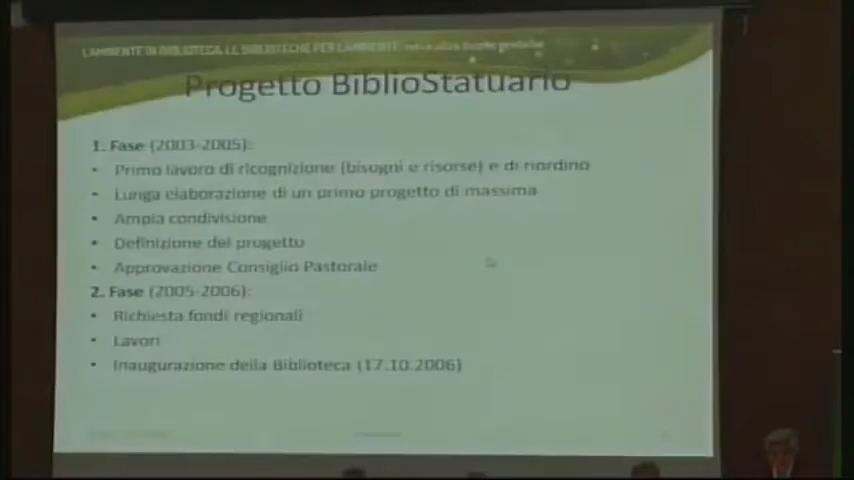 L'AMBIENTE IN BIBLIOTECA, LE BIBLIOTECHE PER L'AMBIENTE
Progetto BiblioStatuario
1. Fase (2003-2005):
• Primo lavoro di ricognizione (bisogni e risorse) e di riordino
• Lunga elaborazione di un primo progetto di massima
• Ampia condivisione
• Definizione del progetto
• Approvazione Consiglio Pastorale
2. Fase (2005-2006):
• Richiesta fondi regionali
• Lavori
• Inaugurazione della Biblioteca (17.10.2006)